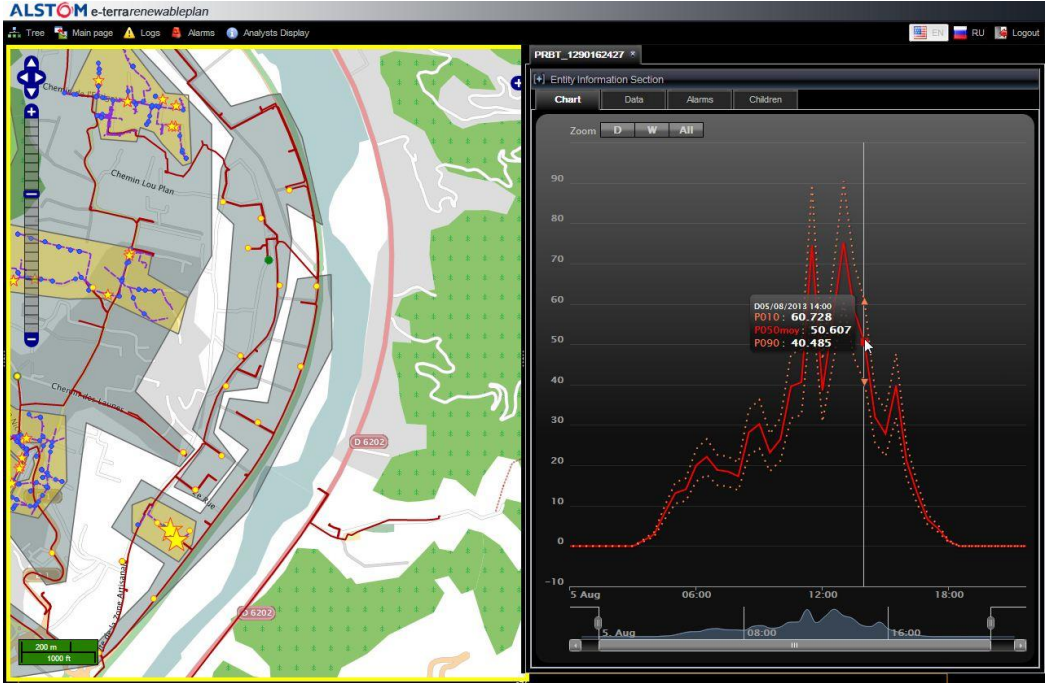 ALSTOM e-terrarenewableplan
Tree Main page Logs Alarms Analysts Display EN RU Logout
PRBT_1290162427 ×
[+] Entity Information Section
Chart Data Alarms Children
Zoom D W All
90
80
70
60
50
40
30
20
10
0
-10
D05/08/2013 14:00
P010 : 60.728
P050moy : 50.607
P090 : 40.485
5 Aug 06:00 12:00 18:00
5. Aug 08:00 16:00
Chemin Lou Plan
Chemin des Launes
D 6202
Rue
Zone Artisanale
D 6202
200 m
1000 ft